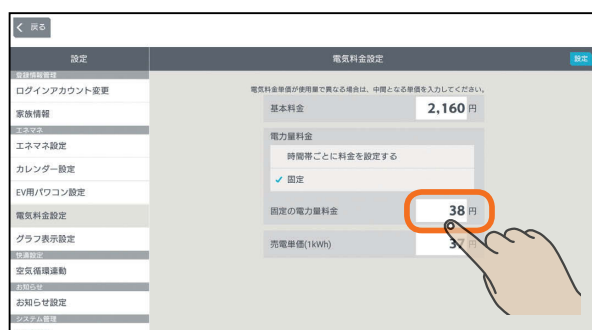 戻る
設定
電気料金設定
設定
登録情報管理
ログインアカウント変更
家族情報
エネマネ
エネマネ設定
カレンダー設定
EV用パワコン設定
電気料金設定
グラフ表示設定
快適設定
空気循環連動
お知らせ
お知らせ設定
システム管理
電気料金単価が使用量で異なる場合は、中間となる単価を入力してください。
基本料金 2,160 円
電力量料金
時間帯ごとに料金を設定する
固定
固定の電力量料金 38 円
売電単価(1kWh) 37 円